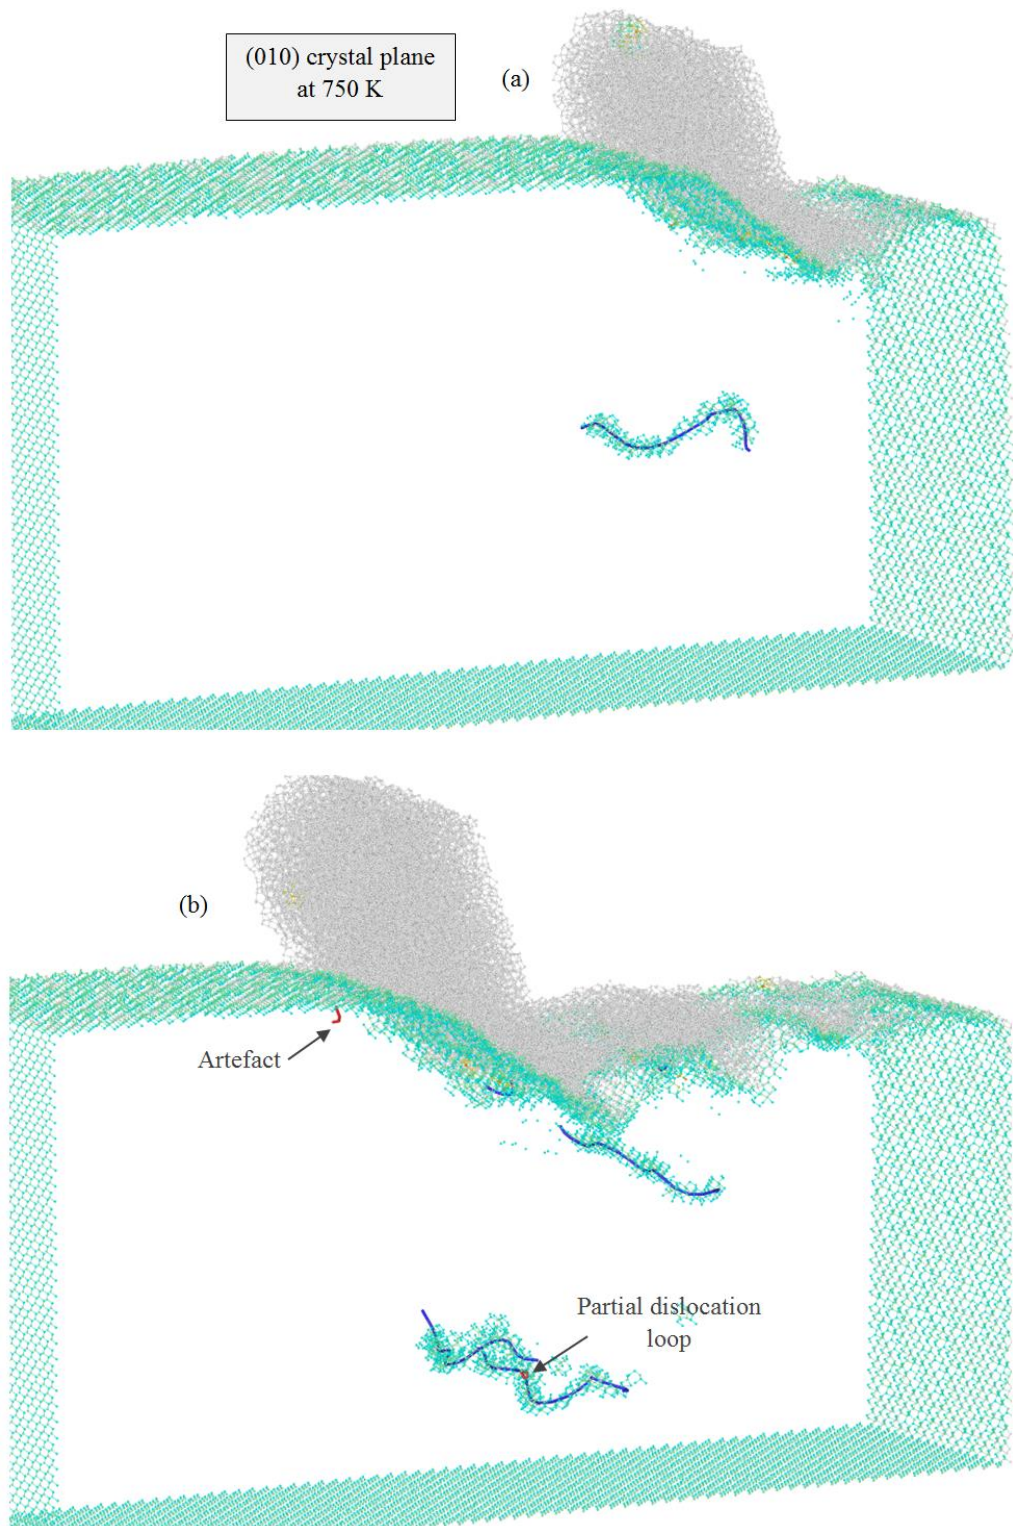 (010) crystal plane
at 750 K
(a)
(b)
Artefact
Partial dislocation
loop